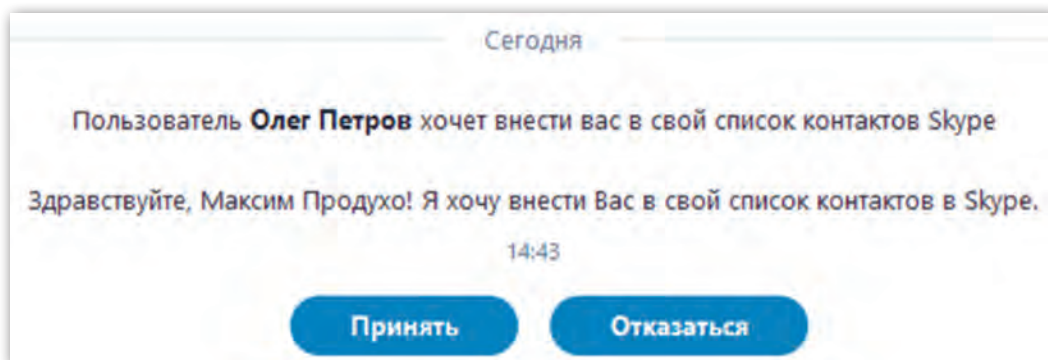 Сегодня
Пользователь Олег Петров хочет внести вас в свой список контактов Skype
Здравствуйте, Максим Продухо! Я хочу внести Вас в свой список контактов в Skype.
14:43
Принять Отказаться